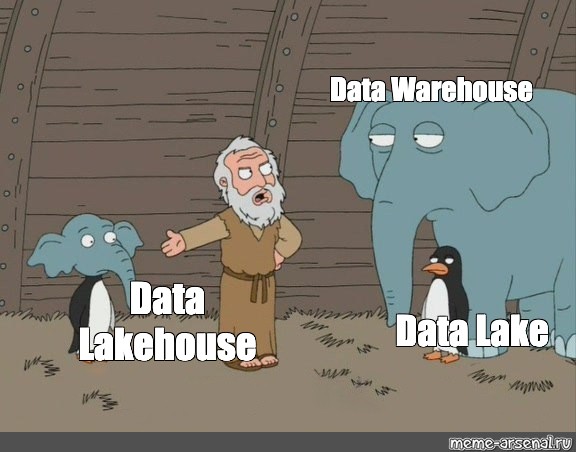 Data Warehouse
Data
Lakehouse
Data Lake
meme-arsenal.ru